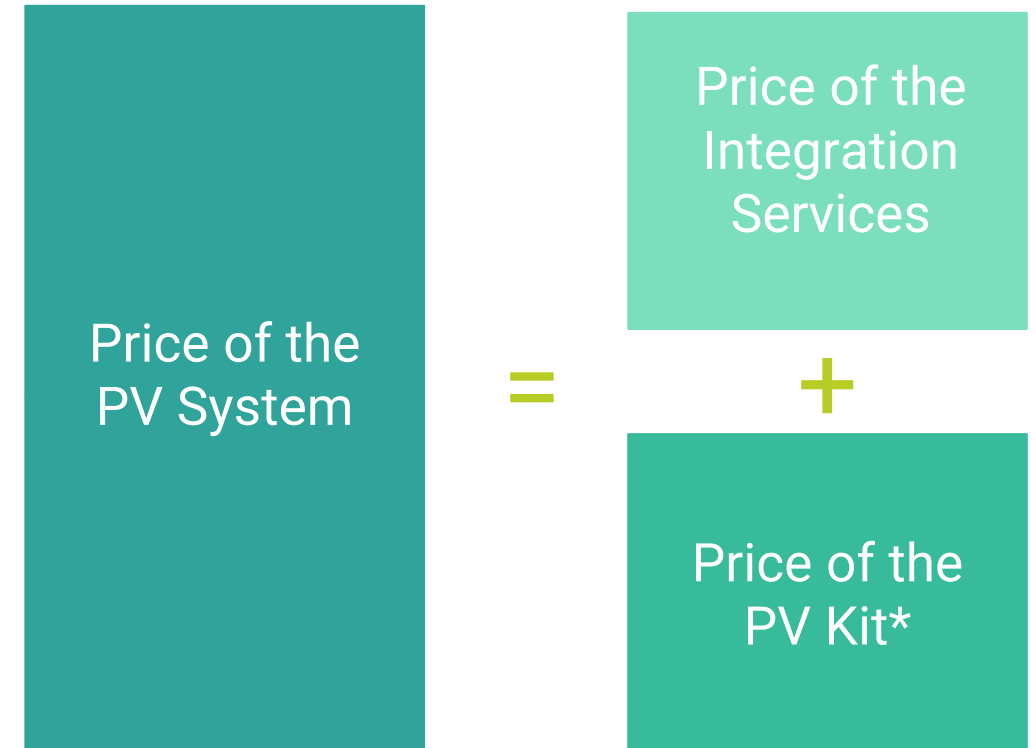 Price of the
PV System
=
Price of the
Integration
Services
+
Price of the
PV Kit*